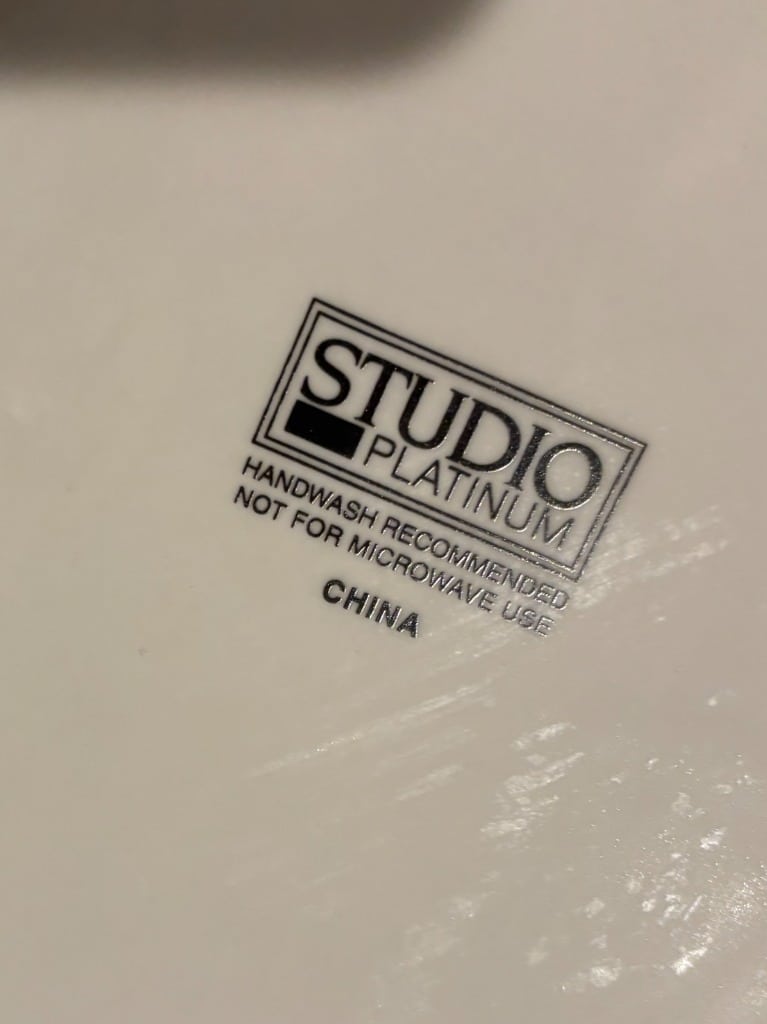 STUDIO
PLATINUM
HANDWASH RECOMMENDED
NOT FOR MICROWAVE USE
CHINA